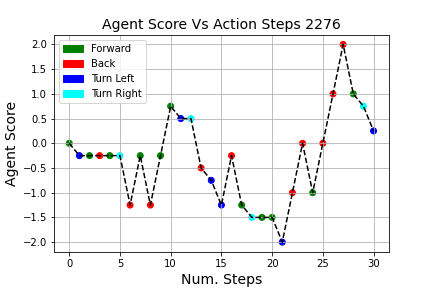 Agent Score Vs Action Steps 2276
Forward
Back
Turn Left
Turn Right
Agent Score
2.0
1.5
1.0
0.5
0.0
−0.5
−1.0
−1.5
−2.0
0 5 10 15 20 25 30
Num. Steps